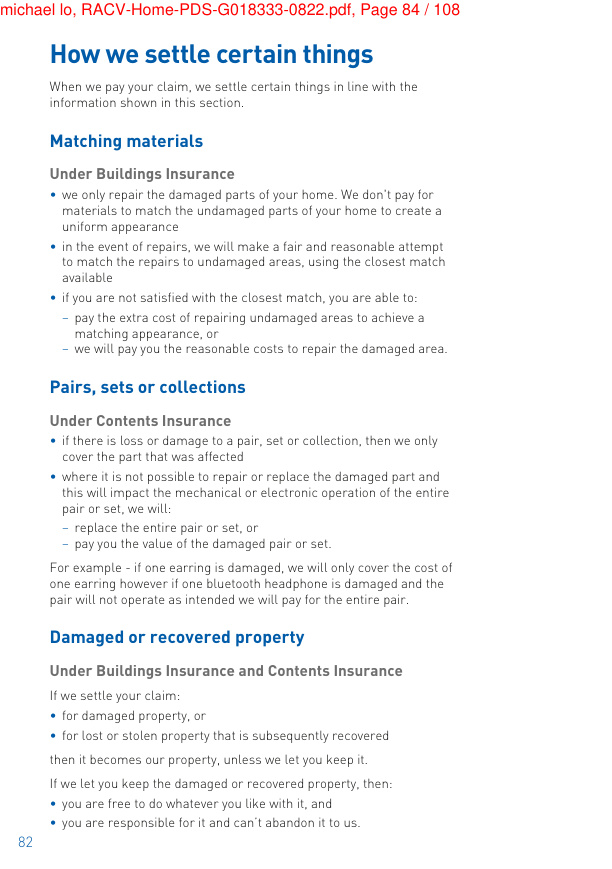 michael lo, RACV-Home-PDS-G018333-0822.pdf, Page 84 / 108
How we settle certain things
When we pay your claim, we settle certain things in line with the
information shown in this section.
Matching materials
Under Buildings Insurance
• we only repair the damaged parts of your home. We don't pay for
materials to match the undamaged parts of your home to create a
uniform appearance
• in the event of repairs, we will make a fair and reasonable attempt
to match the repairs to undamaged areas, using the closest match
available
• if you are not satisfied with the closest match, you are able to:
– pay the extra cost of repairing undamaged areas to achieve a
matching appearance, or
– we will pay you the reasonable costs to repair the damaged area.
Pairs, sets or collections
Under Contents Insurance
• if there is loss or damage to a pair, set or collection, then we only
cover the part that was affected
• where it is not possible to repair or replace the damaged part and
this will impact the mechanical or electronic operation of the entire
pair or set, we will:
– replace the entire pair or set, or
– pay you the value of the damaged pair or set.
For example - if one earring is damaged, we will only cover the cost of
one earring however if one bluetooth headphone is damaged and the
pair will not operate as intended we will pay for the entire pair.
Damaged or recovered property
Under Buildings Insurance and Contents Insurance
If we settle your claim:
• for damaged property, or
• for lost or stolen property that is subsequently recovered
then it becomes our property, unless we let you keep it.
If we let you keep the damaged or recovered property, then:
• you are free to do whatever you like with it, and
• you are responsible for it and can't abandon it to us.
82